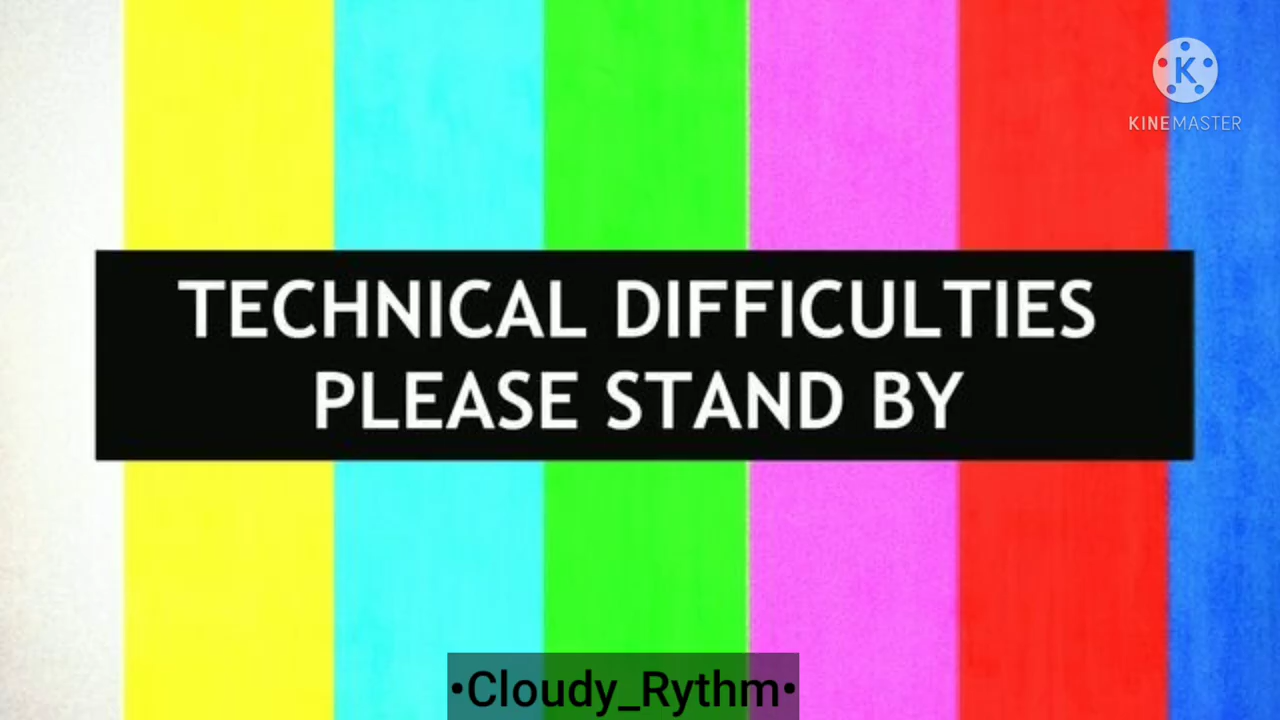 KINEMASTER
TECHNICAL DIFFICULTIES
PLEASE STAND BY
•Cloudy_Rythm•